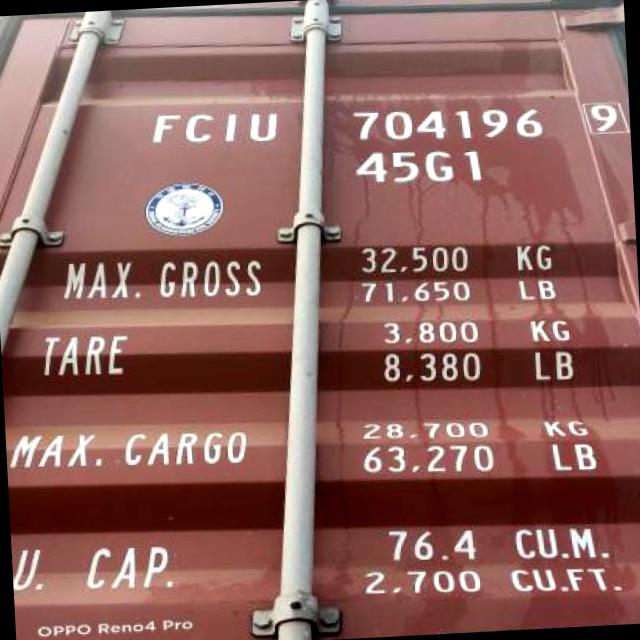 FCIU 704196 9
45G1
MAX. GROSS 32,500 KG
71,650 LB
TARE 3,800 KG
8,380 LB
MAX. CARGO 28,700 KG
63,270 LB
U. CAP. 76.4 CU.M.
2,700 CU.FT.
OPPO Reno4 Pro